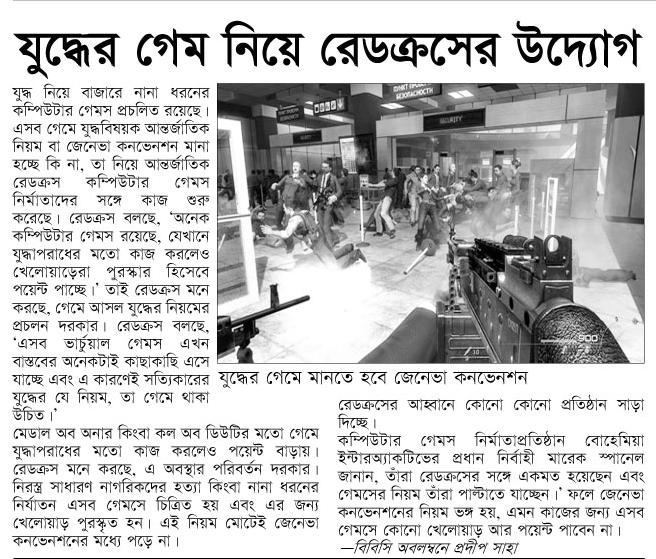 যুদ্ধের গেম নিয়ে রেডক্রসের উদ্যোগ
যুদ্ধ নিয়ে বাজারে নানা ধরনের
কম্পিউটার গেমস প্রচলিত রয়েছে।
এসব গেমে যুদ্ধবিষয়ক আন্তর্জাতিক
নিয়ম বা জেনেভা কনভেনশন মানা
হচ্ছে কি না, তা নিয়ে আন্তর্জাতিক
রেডক্রস কম্পিউটার গেমস
নির্মাতাদের সঙ্গে কাজ শুরু
করেছে। রেডক্রস বলছে, ‘অনেক
কম্পিউটার গেমস রয়েছে, যেখানে
যুদ্ধাপরাধের মতো কাজ করলেও
খেলোয়াড়েরা পুরস্কার হিসেবে
পয়েন্ট পাচ্ছে।’ তাই রেডক্রস মনে
করছে, গেমে আসল যুদ্ধের নিয়মের
প্রচলন দরকার। রেডক্রস বলছে,
‘এসব ভার্চুয়াল গেমস এখন
বাস্তবের অনেকটাই কাছাকাছি এসে
যাচ্ছে এবং এ কারণেই সত্যিকারের
যুদ্ধের যে নিয়ম, তা গেমে থাকা
উচিত।’
মেডাল অব অনার কিংবা কল অব ডিউটির মতো গেমে
যুদ্ধাপরাধের মতো কাজ করলেও পয়েন্ট বাড়ায়।
রেডক্রস মনে করছে, এ অবস্থার পরিবর্তন দরকার।
নিরস্ত্র সাধারণ নাগরিকদের হত্যা কিংবা নানা ধরনের
নির্যাতন এসব গেমসে চিত্রিত হয় এবং এর জন্য
খেলোয়াড় পুরস্কৃত হন। এই নিয়ম মোটেই জেনেভা
কনভেনশনের মধ্যে পড়ে না।
SECURITY
যুদ্ধের গেমে মানতে হবে জেনেভা কনভেনশন
রেডক্রসের আহ্বানে কোনো কোনো প্রতিষ্ঠান সাড়া
দিচ্ছে।
কম্পিউটার গেমস নির্মাতাপ্রতিষ্ঠান বোহেমিয়া
ইন্টারঅ্যাকটিভের প্রধান নির্বাহী মারেক স্পানেল
জানান, তাঁরা রেডক্রসের সঙ্গে একমত হয়েছেন এবং
গেমসের নিয়ম তাঁরা পাল্টাতে যাচ্ছেন।’ ফলে জেনেভা
কনভেনশনের নিয়ম ভঙ্গ হয়, এমন কাজের জন্য এসব
গেমসে কোনো খেলোয়াড় আর পয়েন্ট পাবেন না।
—বিবিসি অবলম্বনে প্রদীপ সাহা